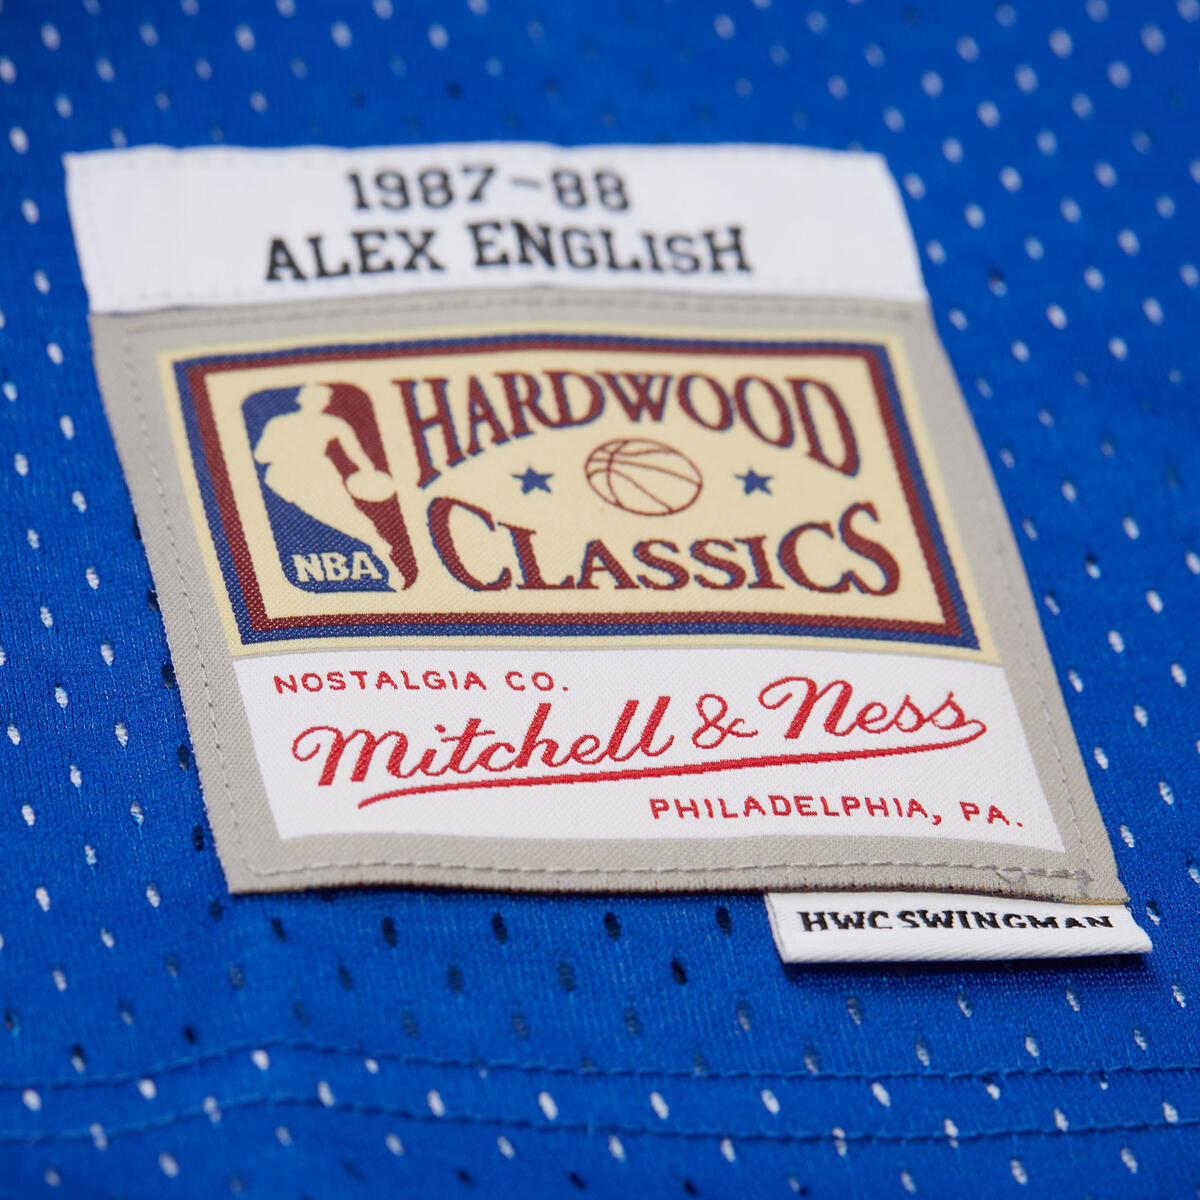 1987-88
ALEX ENGLISH
HARDWOOD
CLASSICS
NBA
NOSTALGIA CO.
Mitchell & Ness
PHILADELPHIA, PA.
HWC SWINGMAN